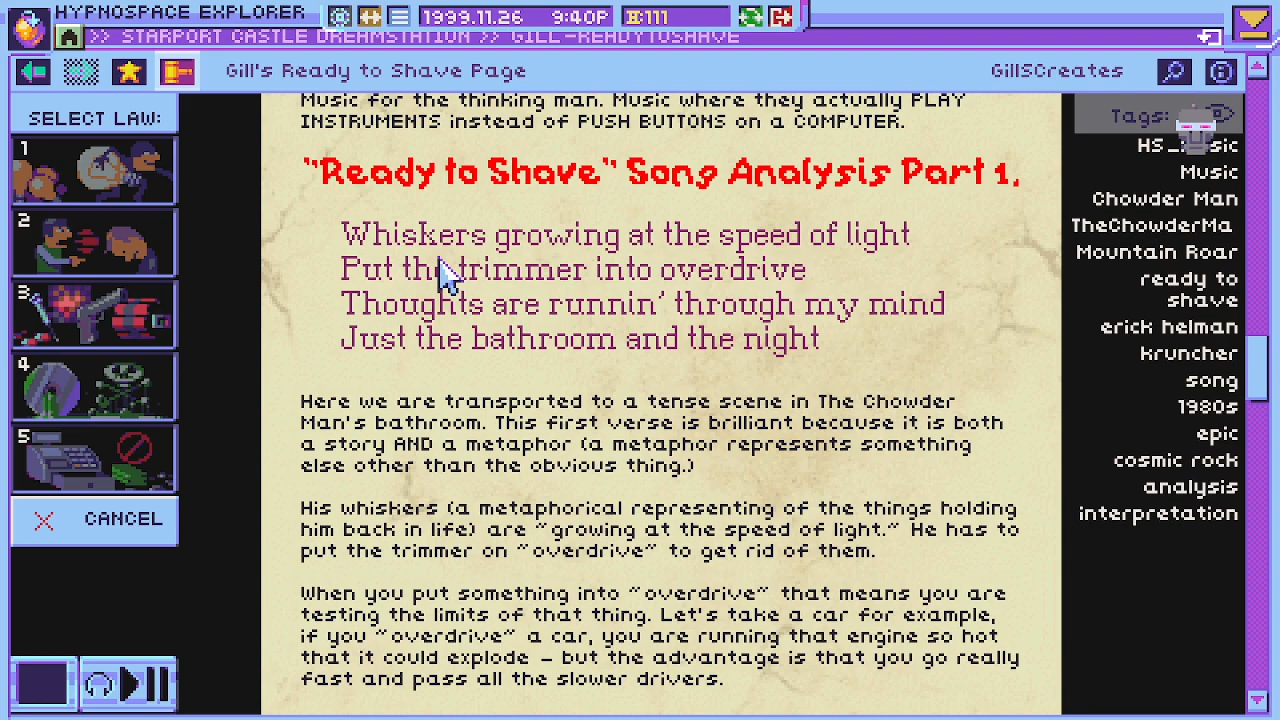 HYPNOSPACE EXPLORER
1999.11.26 9:40P
:111
>> STARPORT CASTLE DREAMSTATION >> GILL-READYTOSHAVE
Gill's Ready to Shave Page
GillSCreates
SELECT LAW:
1
2
3
4
5
CANCEL
Music for the thinking man. Music where they actually PLAY
INSTRUMENTS instead of PUSH BUTTONS on a COMPUTER.
"Ready to Shave" Song Analysis Part 1.
Whiskers growing at the speed of light
Put the trimmer into overdrive
Thoughts are runnin' through my mind
Just the bathroom and the night
Here we are transported to a tense scene in The Chowder
Man's bathroom. This first verse is brilliant because it is both
a story AND a metaphor (a metaphor represents something
else other than the obvious thing.)
His whiskers (a metaphorical representing of the things holding
him back in life) are "growing at the speed of light." He has to
put the trimmer on "overdrive" to get rid of them.
When you put something into "overdrive" that means you are
testing the limits of that thing. Let's take a car for example,
if you "overdrive" a car, you are running that engine so hot
that it could explode - but the advantage is that you go really
fast and pass all the slower drivers.
Tags:
Music
Chowder Man
TheChowderMa
Mountain Roar
ready to
shave
erick helman
kruncher
song
1980s
epic
cosmic rock
analysis
interpretation